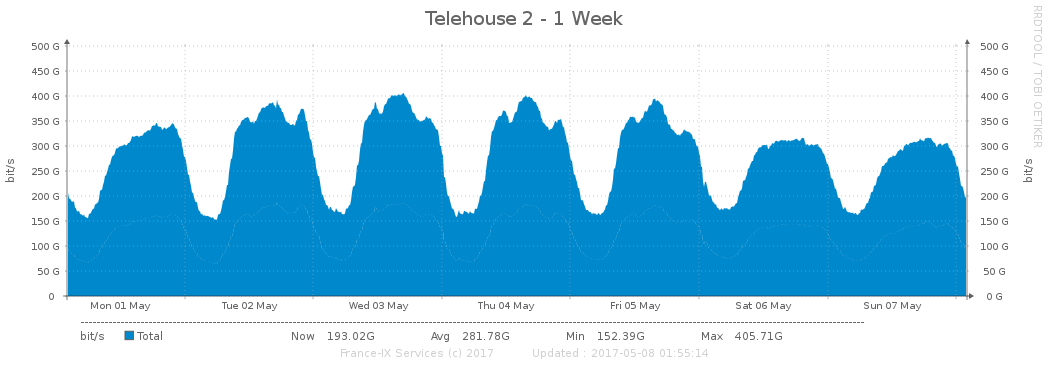 Telehouse 2 - 1 Week
RRDTOOL / TOBI OETIKER
bit/s
500 G 500 G
450 G 450 G
400 G 400 G
350 G 350 G
300 G 300 G
250 G 250 G
200 G 200 G
150 G 150 G
100 G 100 G
50 G 50 G
0 0 G
bit/s
Mon 01 May Tue 02 May Wed 03 May Thu 04 May Fri 05 May Sat 06 May Sun 07 May
bit/s Total Now 193.02G Avg 281.78G Min 152.39G Max 405.71G
France-IX Services (c) 2017 Updated : 2017-05-08 01:55:14